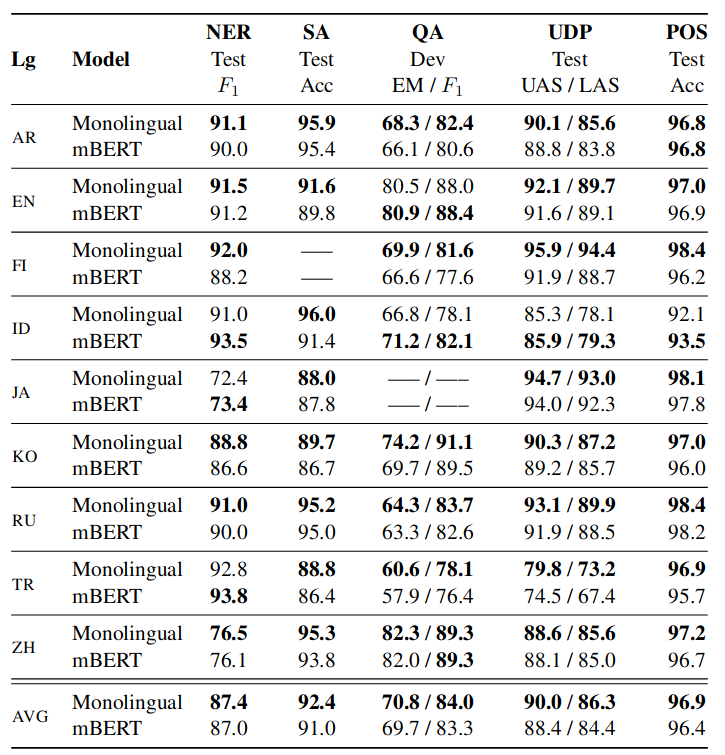 NER SA QA UDP POS
Lg Model Test Test Dev Test Test
F1 Acc EM / F1 UAS / LAS Acc
AR Monolingual 91.1 95.9 68.3 / 82.4 90.1 / 85.6 96.8
mBERT 90.0 95.4 66.1 / 80.6 88.8 / 83.8 96.8
EN Monolingual 91.5 91.6 80.5 / 88.0 92.1 / 89.7 97.0
mBERT 91.2 89.8 80.9 / 88.4 91.6 / 89.1 96.9
FI Monolingual 92.0 –– 69.9 / 81.6 95.9 / 94.4 98.4
mBERT 88.2 –– 66.6 / 77.6 91.9 / 88.7 96.2
ID Monolingual 91.0 96.0 66.8 / 78.1 85.3 / 78.1 92.1
mBERT 93.5 91.4 71.2 / 82.1 85.9 / 79.3 93.5
JA Monolingual 72.4 88.0 –– / –– 94.7 / 93.0 98.1
mBERT 73.4 87.8 –– / –– 94.0 / 92.3 97.8
KO Monolingual 88.8 89.7 74.2 / 91.1 90.3 / 87.2 97.0
mBERT 86.6 86.7 69.7 / 89.5 89.2 / 85.7 96.0
RU Monolingual 91.0 95.2 64.3 / 83.7 93.1 / 89.9 98.4
mBERT 90.0 95.0 63.3 / 82.6 91.9 / 88.5 98.2
TR Monolingual 92.8 88.8 60.6 / 78.1 79.8 / 73.2 96.9
mBERT 93.8 86.4 57.9 / 76.4 74.5 / 67.4 95.7
ZH Monolingual 76.5 95.3 82.3 / 89.3 88.6 / 85.6 97.2
mBERT 76.1 93.8 82.0 / 89.3 88.1 / 85.0 96.7
AVG Monolingual 87.4 92.4 70.8 / 84.0 90.0 / 86.3 96.9
mBERT 87.0 91.0 69.7 / 83.3 88.4 / 84.4 96.4